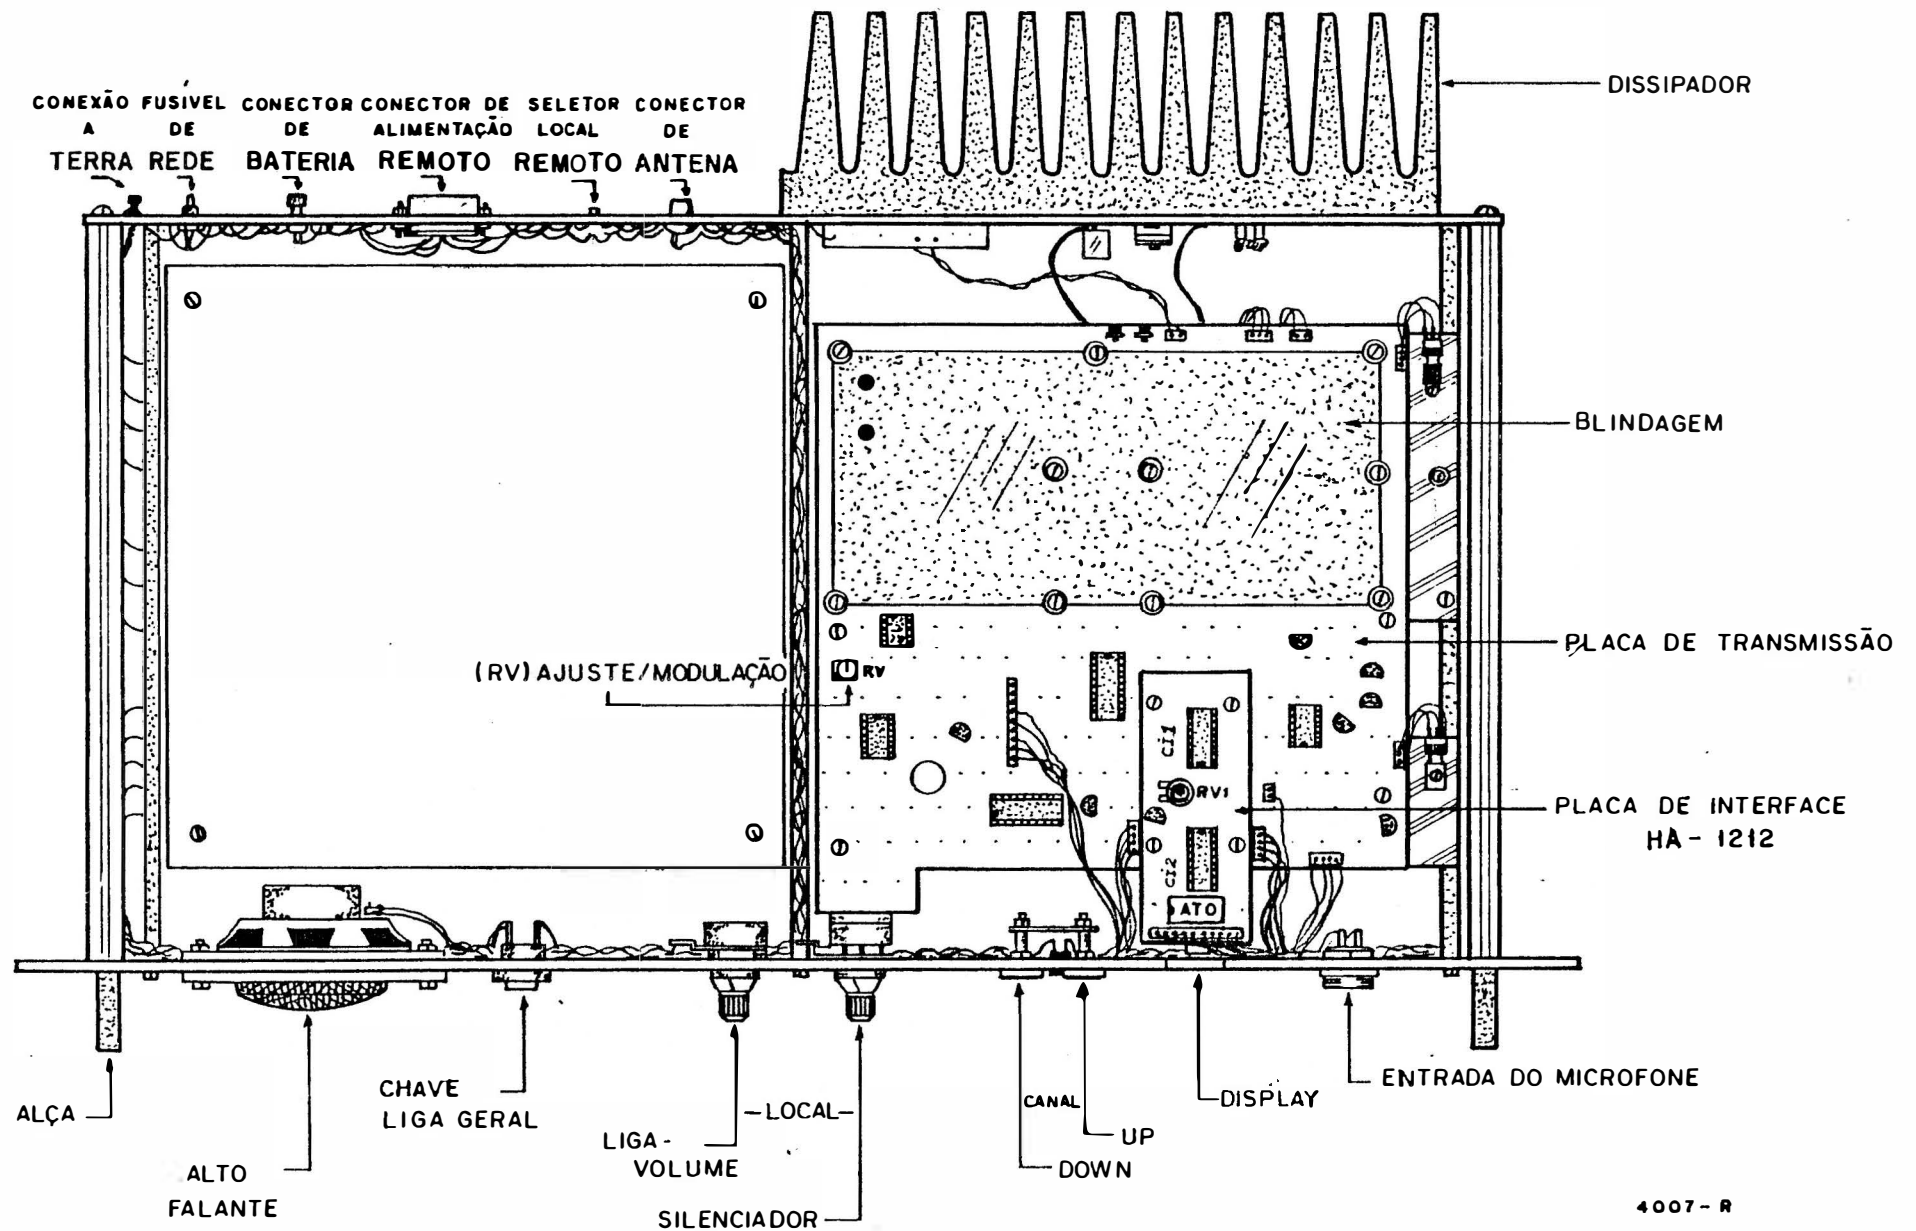 CONEXÃO
A
TERRA
FUSIVEL
DE
REDE
CONECTOR
DE
BATERIA
CONECTOR DE
ALIMENTAÇÃO
REMOTO
SELETOR
LOCAL
REMOTO
CONECTOR
DE
ANTENA
DISSIPADOR
BLINDAGEM
PLACA DE TRANSMISSÃO
(RV) AJUSTE/MODULAÇÃO
RV
Ci1
RV1
Ci2
ATO
PLACA DE INTERFACE
HA - 1212
ALÇA
ALTO
FALANTE
CHAVE
LIGA GERAL
LIGA-
VOLUME
-LOCAL-
SILENCIADOR
CANAL
DOWN
UP
DISPLAY
ENTRADA DO MICROFONE
4007-R